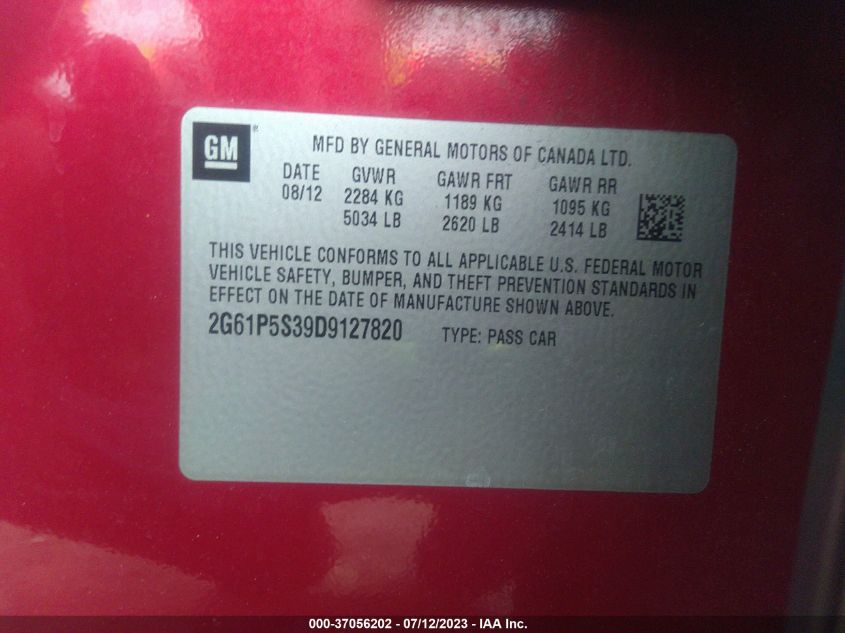 GM®
MFD BY GENERAL MOTORS OF CANADA LTD.
DATE GVWR GAWR FRT GAWR RR
08/12 2284 KG 1189 KG 1095 KG
5034 LB 2620 LB 2414 LB
THIS VEHICLE CONFORMS TO ALL APPLICABLE U.S. FEDERAL MOTOR
VEHICLE SAFETY, BUMPER, AND THEFT PREVENTION STANDARDS IN
EFFECT ON THE DATE OF MANUFACTURE SHOWN ABOVE.
2G61P5S39D9127820 TYPE: PASS CAR
000-37056202 - 07/12/2023 - IAA Inc.